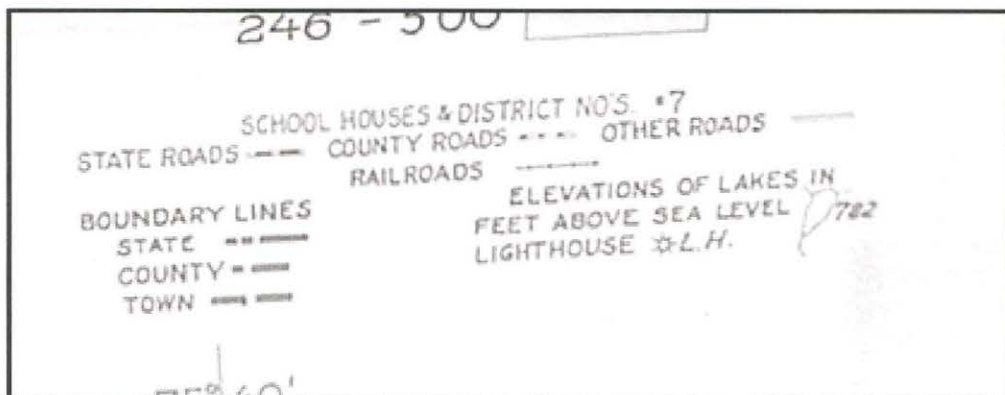 246 - 500
SCHOOL HOUSES & DISTRICT NO'S. •7
STATE ROADS COUNTY ROADS OTHER ROADS
RAILROADS
BOUNDARY LINES
STATE
COUNTY
TOWN
ELEVATIONS OF LAKES IN
FEET ABOVE SEA LEVEL 782
LIGHTHOUSE ☼ L.H.